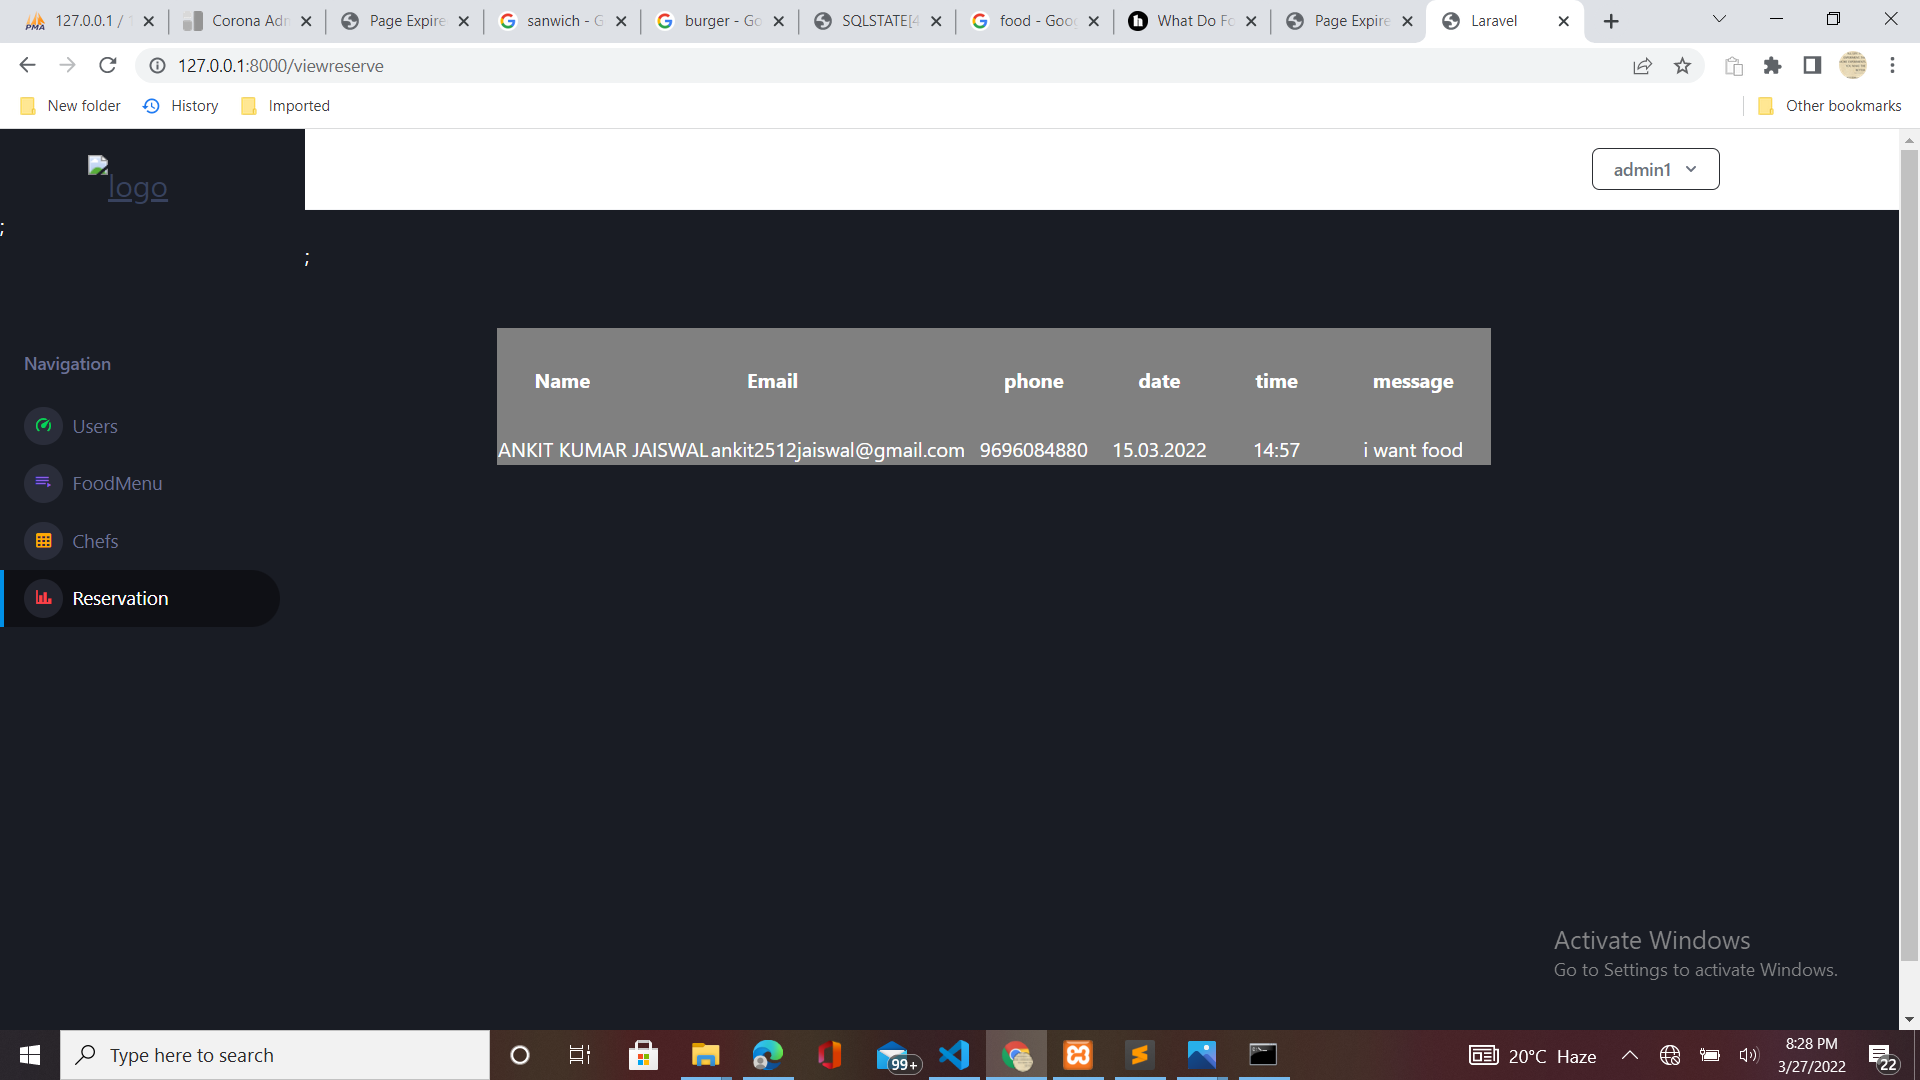 127.0.0.1 / 1
Corona Adm
Page Expire
sanwich - G
burger - Go
SQLSTATE[4
food - Goog
What Do Fo
Page Expire
Laravel
127.0.0.1:8000/viewreserve
New folder
History
Imported
Other bookmarks
logo
admin1
;
;
Navigation
Users
FoodMenu
Chefs
Reservation
Name Email phone date time message
ANKIT KUMAR JAISWAL ankit2512jaiswal@gmail.com 9696084880 15.03.2022 14:57 i want food
Activate Windows
Go to Settings to activate Windows.
Type here to search
99+
20°C Haze
8:28 PM
3/27/2022
22